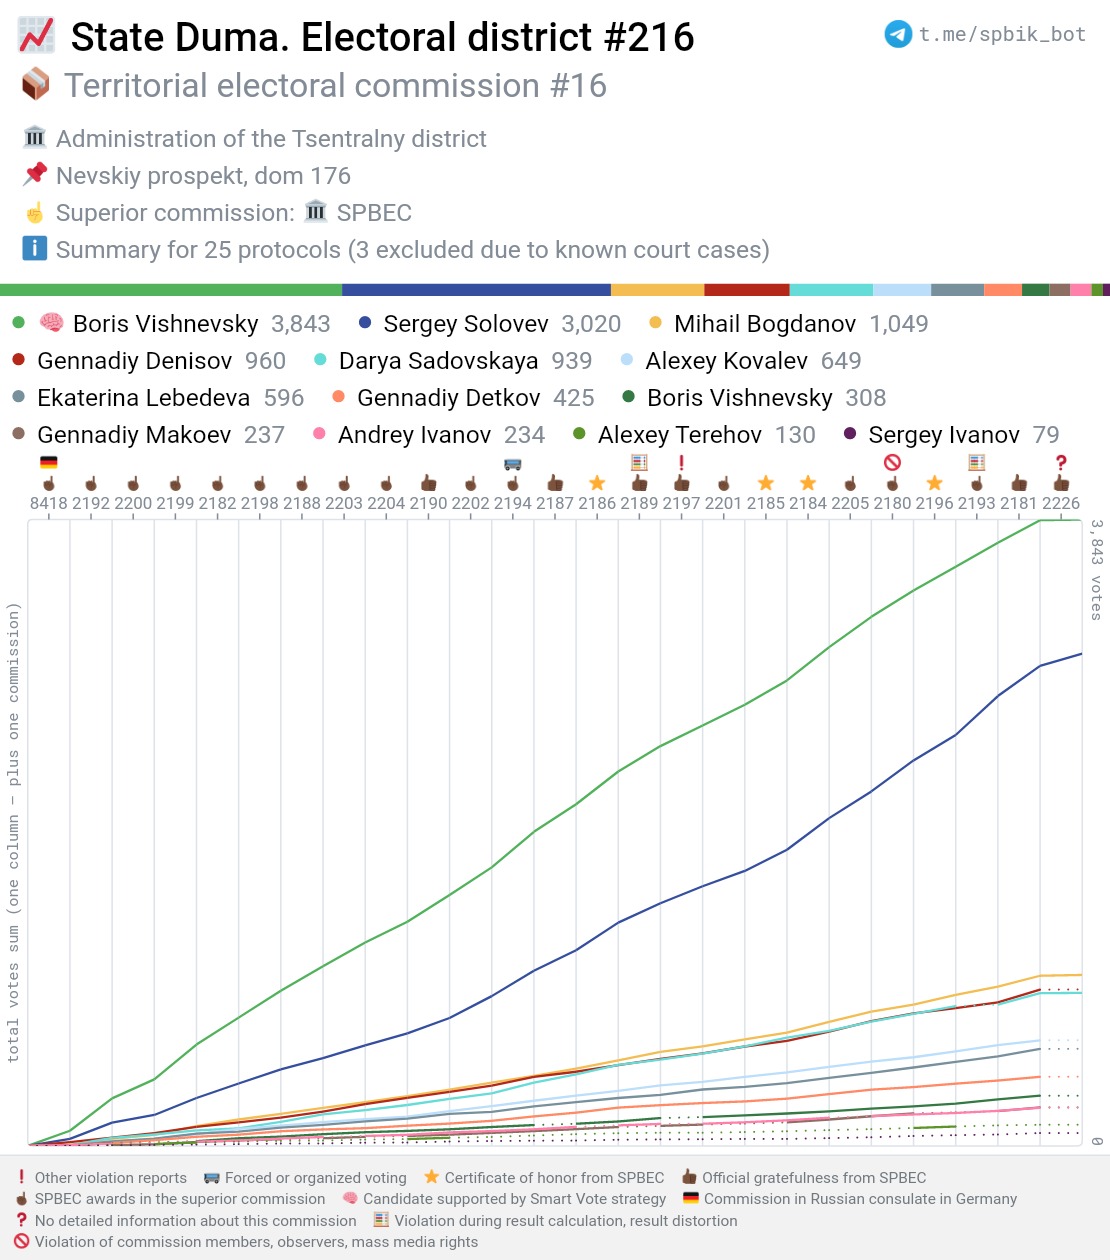 State Duma. Electoral district #216
t.me/spbik_bot
Territorial electoral commission #16
Administration of the Tsentralny district
Nevskiy prospekt, dom 176
Superior commission: SPBEC
Summary for 25 protocols (3 excluded due to known court cases)
Boris Vishnevsky 3,843 Sergey Solovev 3,020 Mihail Bogdanov 1,049
Gennadiy Denisov 960 Darya Sadovskaya 939 Alexey Kovalev 649
Ekaterina Lebedeva 596 Gennadiy Detkov 425 Boris Vishnevsky 308
Gennadiy Makoev 237 Andrey Ivanov 234 Alexey Terehov 130 Sergey Ivanov 79
8418 2192 2200 2199 2182 2198 2188 2203 2204 2190 2202 2194 2187 2186 2189 2197 2201 2185 2184 2205 2180 2196 2193 2181 2226
total votes sum (one column – plus one commission)
3,843 votes
0
Other violation reports Forced or organized voting Certificate of honor from SPBEC Official gratefulness from SPBEC
SPBEC awards in the superior commission Candidate supported by Smart Vote strategy Commission in Russian consulate in Germany
No detailed information about this commission Violation during result calculation, result distortion
Violation of commission members, observers, mass media rights